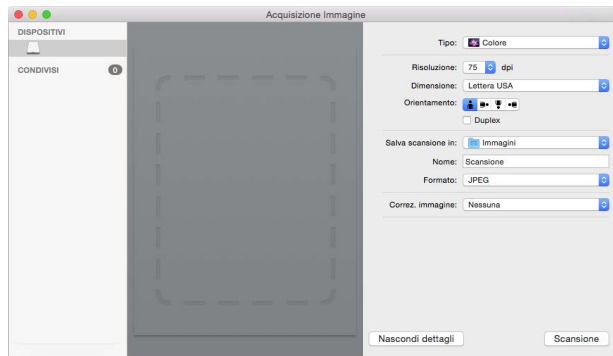 Acquisizione Immagine
DISPOSITIVI
CONDIVISI 0
Tipo: Colore
Risoluzione: 75 dpi
Dimensione: Lettera USA
Orientamento:
Duplex
Salva scansione in: Immagini
Nome: Scansione
Formato: JPEG
Correz. immagine: Nessuna
Nascondi dettagli Scansione